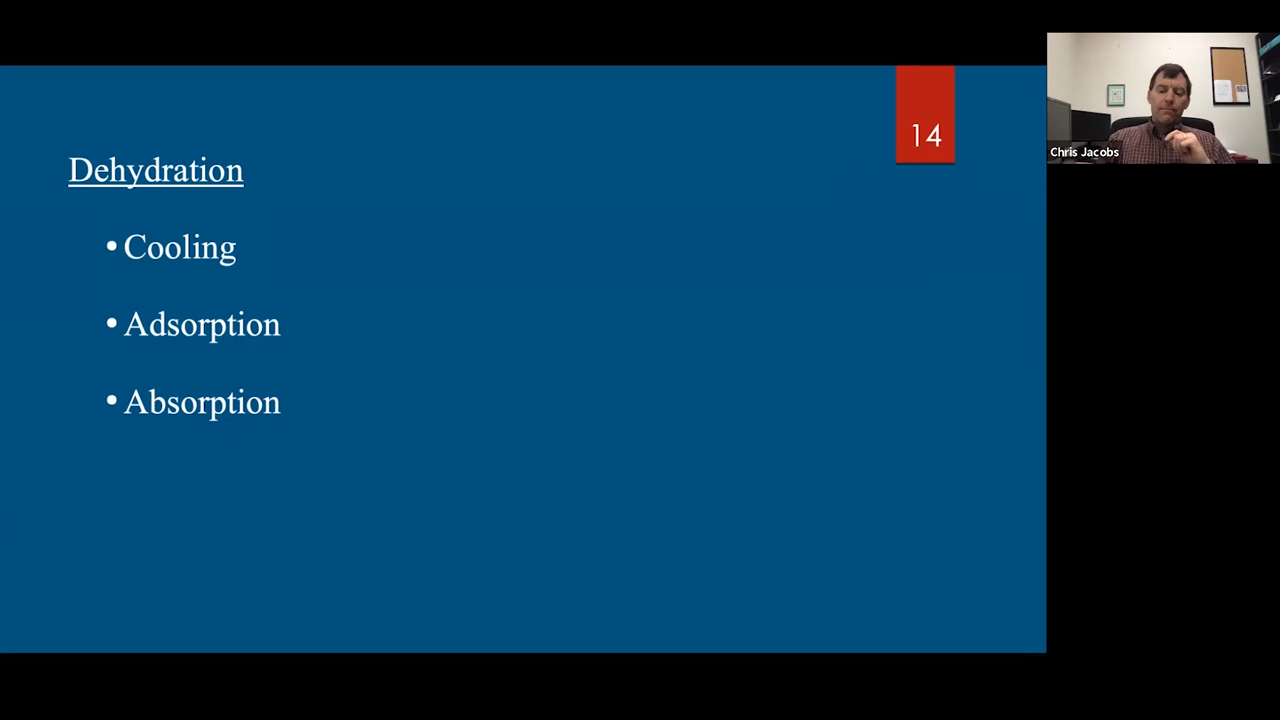 14
Dehydration
• Cooling
• Adsorption
• Absorption
Chris Jacobs